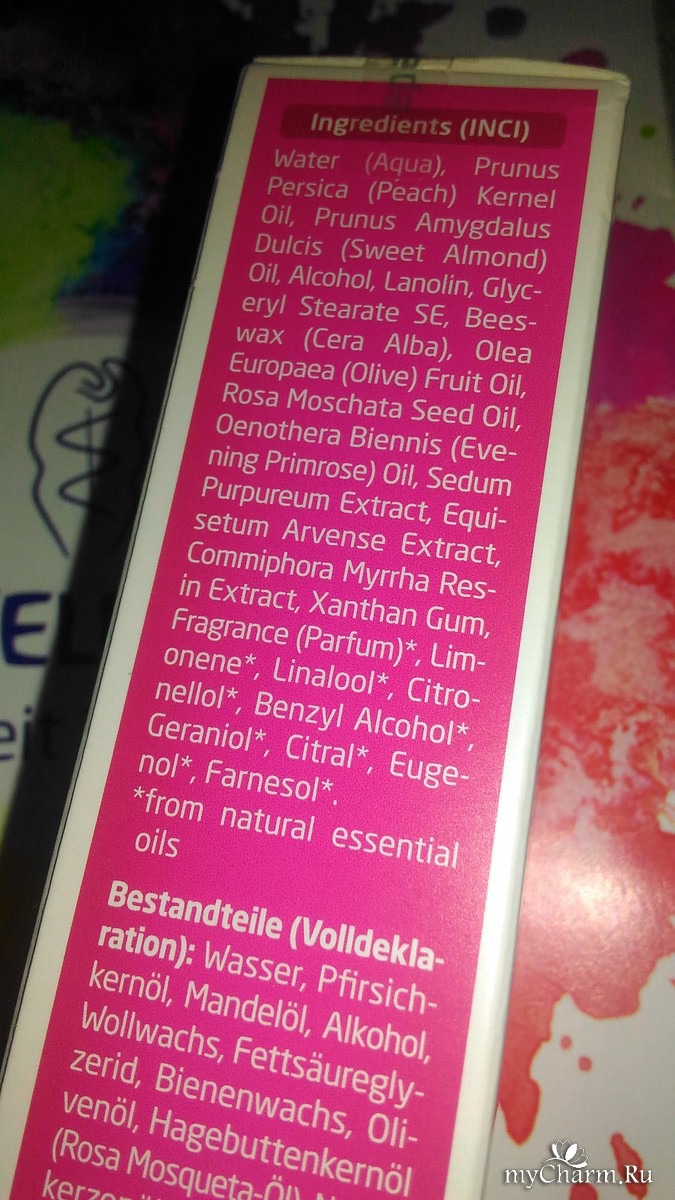 Ingredients (INCI)
Water (Aqua), Prunus
Persica (Peach) Kernel
Oil, Prunus Amygdalus
Dulcis (Sweet Almond)
Oil, Alcohol, Lanolin, Glyc-
eryl Stearate SE, Bees-
wax (Cera Alba), Olea
Europaea (Olive) Fruit Oil,
Rosa Moschata Seed Oil,
Oenothera Biennis (Eve-
ning Primrose) Oil, Sedum
Purpureum Extract, Equi-
setum Arvense Extract,
Commiphora Myrrha Res-
in Extract, Xanthan Gum,
Fragrance (Parfum)*, Lim-
onene*, Linalool*, Citro-
nellol*, Benzyl Alcohol*,
Geraniol*, Citral*, Euge-
nol*, Farnesol*.
*from natural essential
oils
Bestandteile (Volldekla-
ration): Wasser, Pfirsich-
kernöl, Mandelöl, Alkohol,
Wollwachs, Fettsäuregly-
zerid, Bienenwachs, Oli-
venöl, Hagebuttenkernöl
(Rosa Mosqueta-Öl),
EL
eit
myCharm.Ru